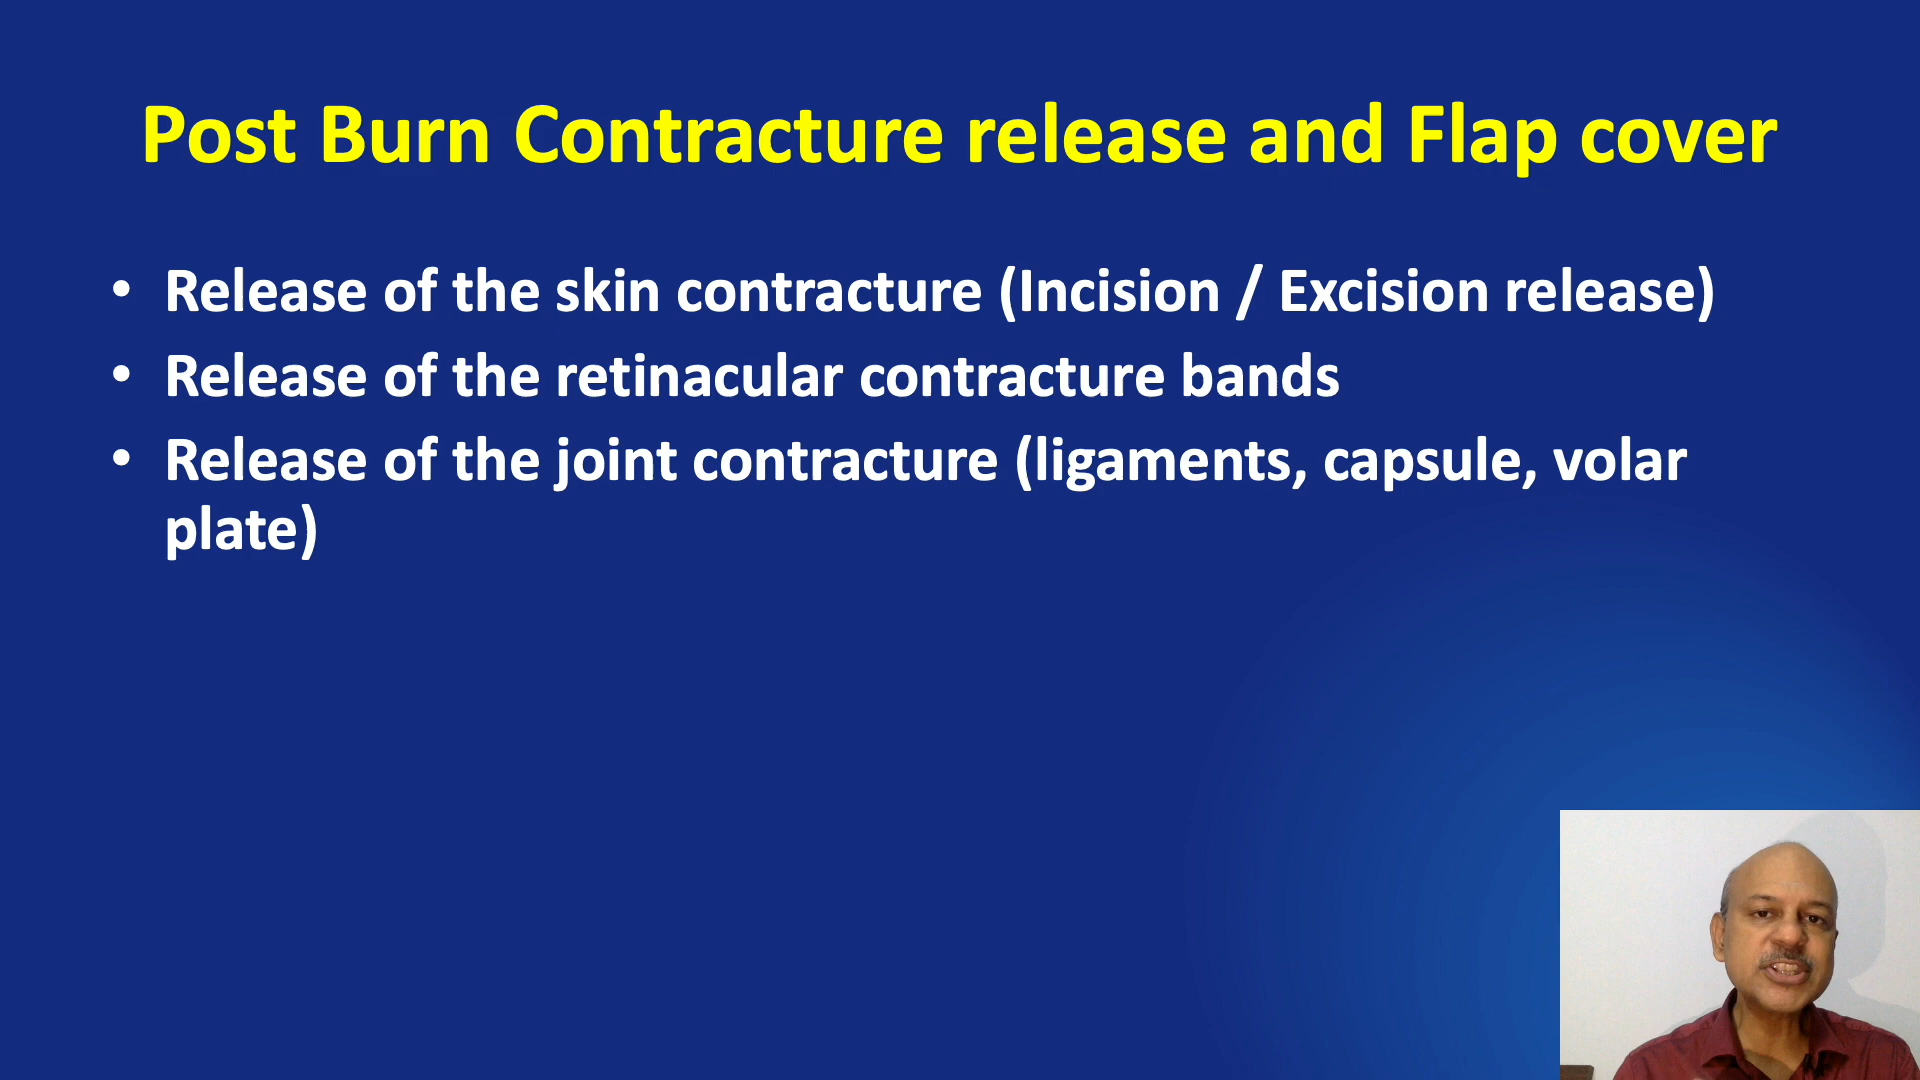 Post Burn Contracture release and Flap cover
• Release of the skin contracture (Incision / Excision release)
• Release of the retinacular contracture bands
• Release of the joint contracture (ligaments, capsule, volar
plate)